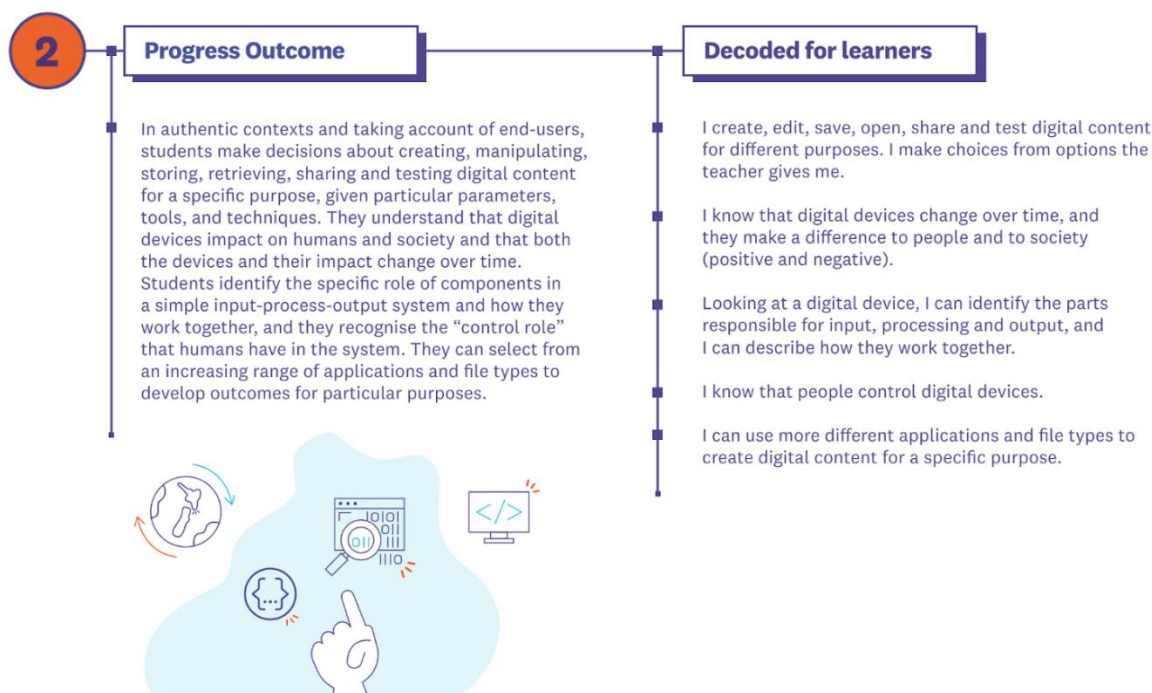 2
Progress Outcome
In authentic contexts and taking account of end-users,
students make decisions about creating, manipulating,
storing, retrieving, sharing and testing digital content
for a specific purpose, given particular parameters,
tools, and techniques. They understand that digital
devices impact on humans and society and that both
the devices and their impact change over time.
Students identify the specific role of components in
a simple input-process-output system and how they
work together, and they recognise the “control role”
that humans have in the system. They can select from
an increasing range of applications and file types to
develop outcomes for particular purposes.
Decoded for learners
I create, edit, save, open, share and test digital content
for different purposes. I make choices from options the
teacher gives me.
I know that digital devices change over time, and
they make a difference to people and to society
(positive and negative).
Looking at a digital device, I can identify the parts
responsible for input, processing and output, and
I can describe how they work together.
I know that people control digital devices.
I can use more different applications and file types to
create digital content for a specific purpose.
10101
011
011
111
1110
</>
{...}